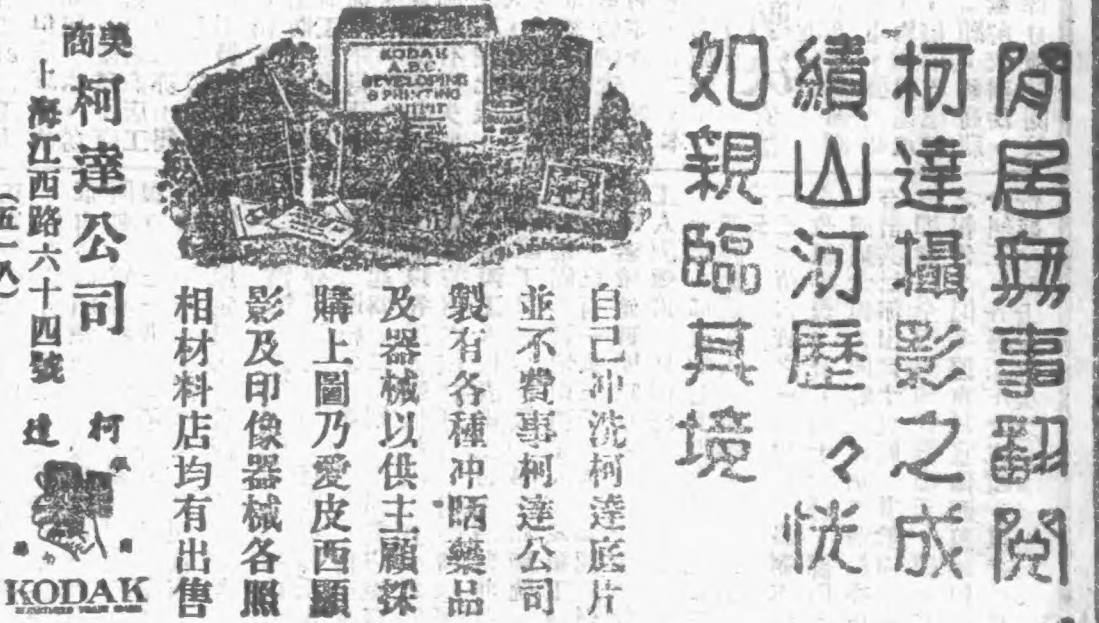 閒居無事翻閱
柯達攝影之成
績山河歷々恍
如親臨其境
KODAK
A.B.C.
DEVELOPING
& PRINTING
OUTFIT
自己冲洗柯達底片
並不費事柯達公司
製有各種冲晒藥品
及器械以供主顧採
購上圖乃愛皮西顯
影及印像器械各照
相材料店均有出售
美商
柯達公司
上海江西路六十四號
(五一八)
柯達
KODAK